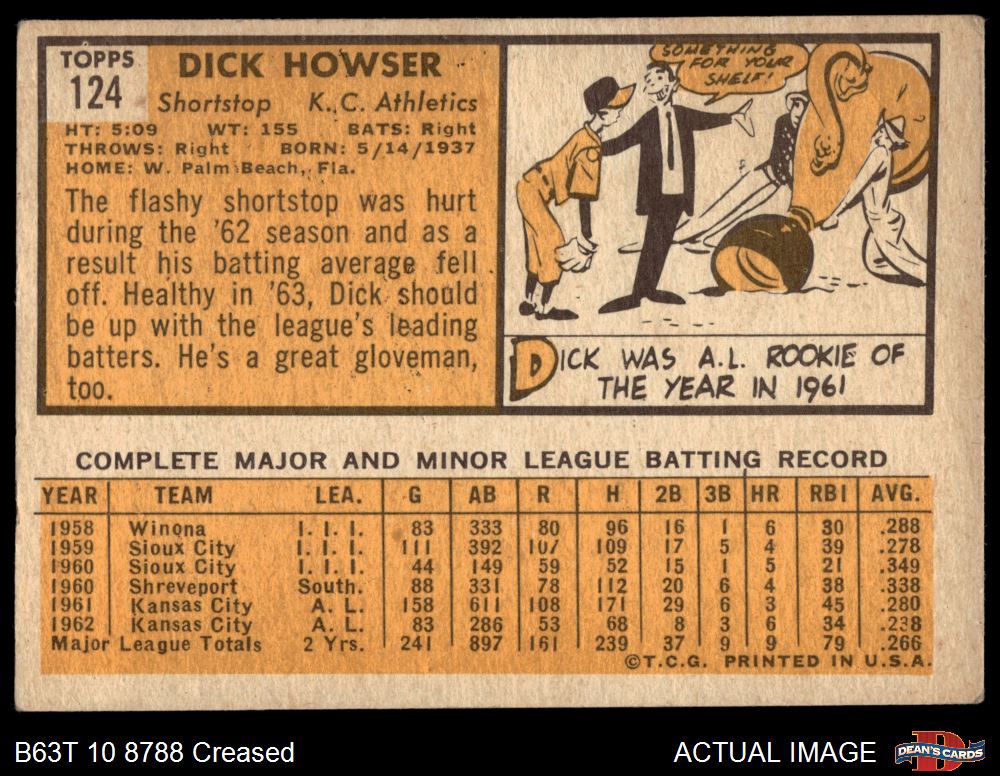 TOPPS
124
DICK HOWSER
Shortstop K.C. Athletics
HT: 5:09 WT: 155 BATS: Right
THROWS: Right BORN: 5/14/1937
HOME: W. Palm Beach, Fla.
The flashy shortstop was hurt
during the '62 season and as a
result his batting average fell
off. Healthy in '63, Dick should
be up with the league's leading
batters. He's a great gloveman,
too.
SOMETHING
FOR YOUR
SHELF!
DICK WAS A.L. ROOKIE OF
THE YEAR IN 1961
COMPLETE MAJOR AND MINOR LEAGUE BATTING RECORD
YEAR TEAM LEA. G AB R H 2B 3B HR RBI AVG.
1958 Winona I. I. I. 83 333 80 96 16 1 6 30 .288
1959 Sioux City I. I. I. 111 392 107 109 17 5 4 39 .278
1960 Sioux City I. I. I. 44 149 59 52 15 1 5 21 .349
1960 Shreveport South. 88 331 78 112 20 6 4 38 .338
1961 Kansas City A. L. 158 611 108 171 29 6 3 45 .280
1962 Kansas City A. L. 83 286 53 68 8 3 6 34 .238
Major League Totals 2 Yrs. 241 897 161 239 37 9 9 79 .266
©T.C.G. PRINTED IN U.S.A.
B63T 10 8788 Creased
ACTUAL IMAGE
DEAN'S CARDS